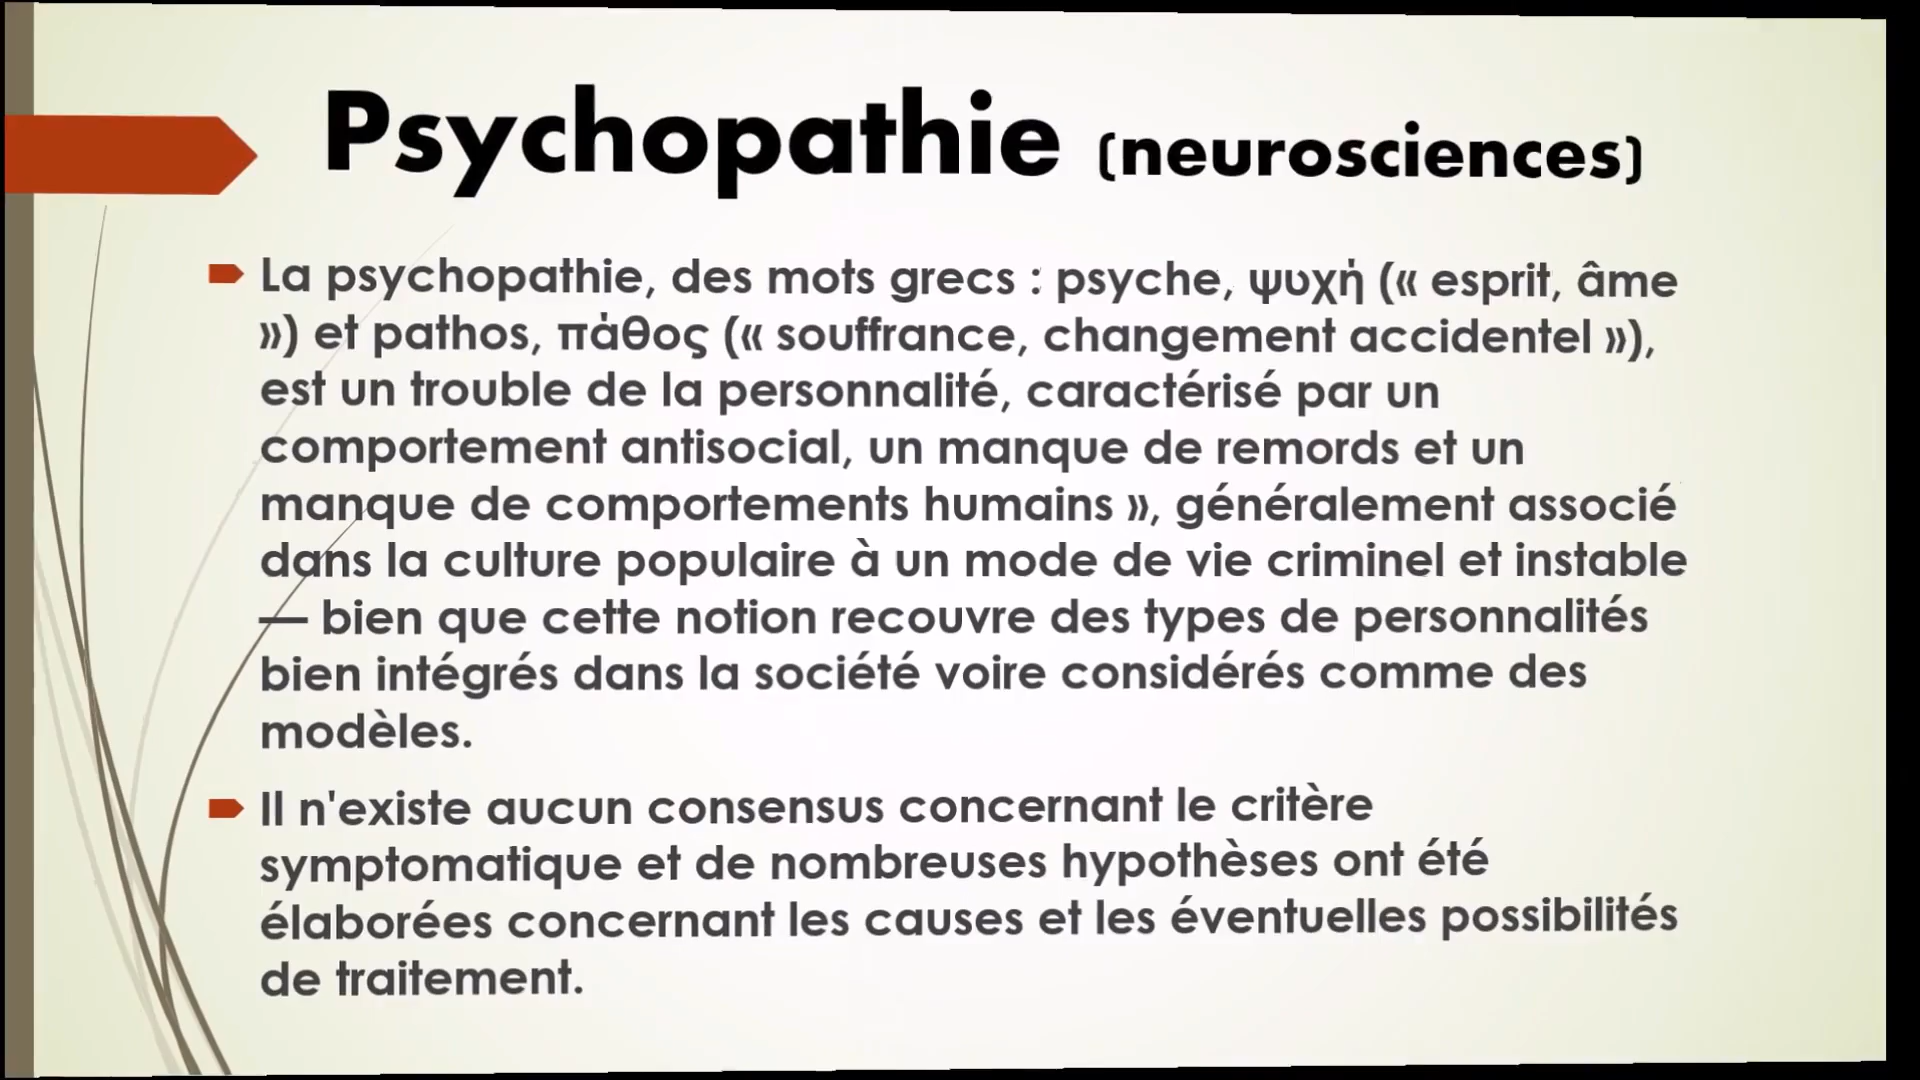 Psychopathie (neurosciences)
La psychopathie, des mots grecs : psyche, ψυχή (« esprit, âme
») et pathos, πάθος (« souffrance, changement accidentel »),
est un trouble de la personnalité, caractérisé par un
comportement antisocial, un manque de remords et un
manque de comportements humains », généralement associé
dans la culture populaire à un mode de vie criminel et instable
— bien que cette notion recouvre des types de personnalités
bien intégrés dans la société voire considérés comme des
modèles.
Il n'existe aucun consensus concernant le critère
symptomatique et de nombreuses hypothèses ont été
élaborées concernant les causes et les éventuelles possibilités
de traitement.